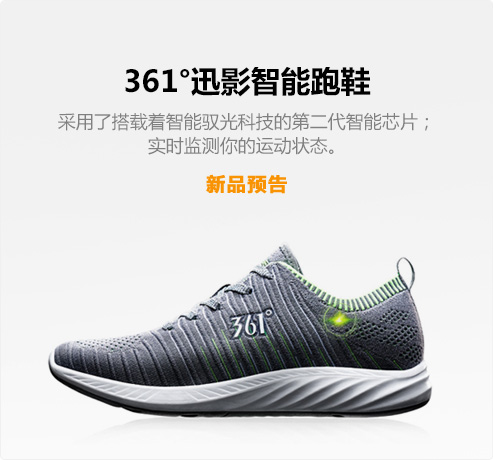 361°迅影智能跑鞋
采用了搭载着智能驭光科技的第二代智能芯片；
实时监测你的运动状态。
新品预告
361°